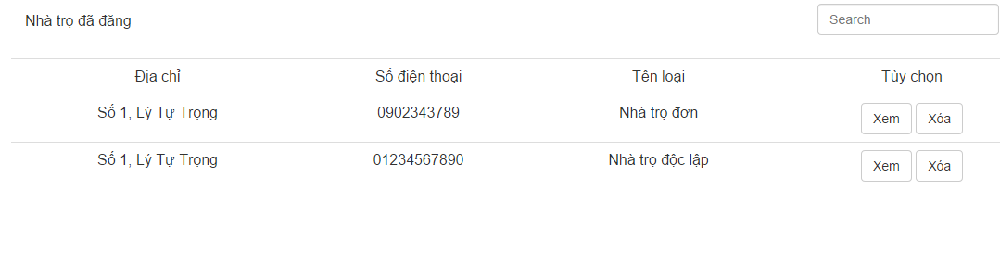 Nhà trọ đã đăng Search
Địa chỉ Số điện thoại Tên loại Tùy chọn
Số 1, Lý Tự Trọng 0902343789 Nhà trọ đơn Xem Xóa
Số 1, Lý Tự Trọng 01234567890 Nhà trọ độc lập Xem Xóa